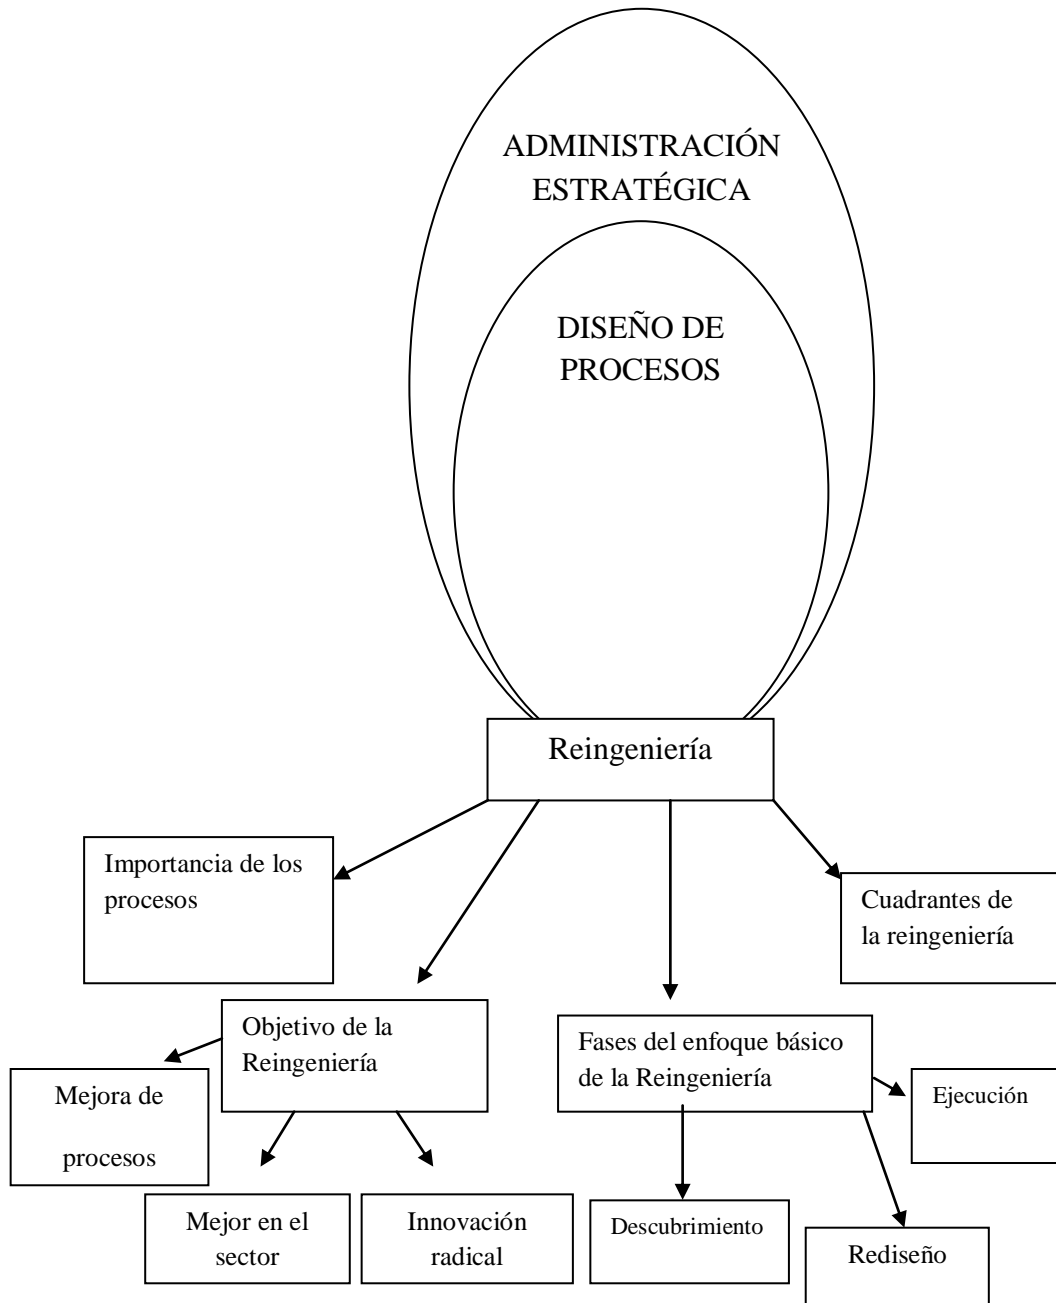 ADMINISTRACIÓN
ESTRATÉGICA
DISEÑO DE
PROCESOS
Reingeniería
Importancia de los
procesos
Cuadrantes de
la reingeniería
Objetivo de la
Reingeniería
Fases del enfoque básico
de la Reingeniería
Mejora de
procesos
Ejecución
Mejor en el
sector
Innovación
radical
Descubrimiento
Rediseño